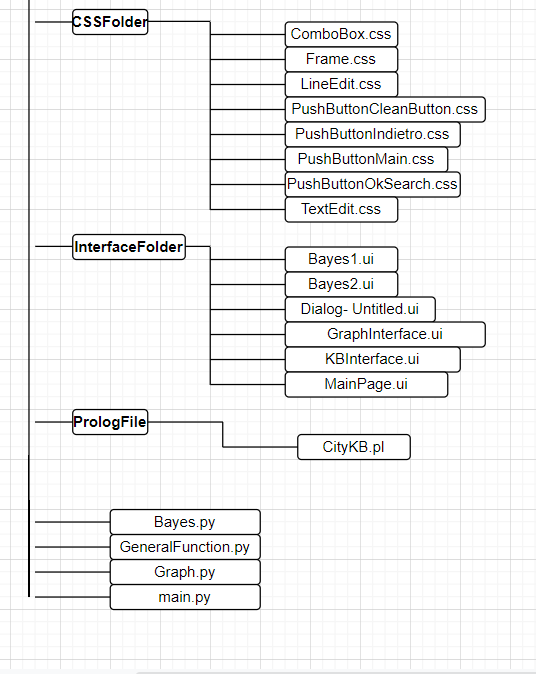 CSSFolder
ComboBox.css
Frame.css
LineEdit.css
PushButtonCleanButton.css
PushButtonIndietro.css
PushButtonMain.css
PushButtonOkSearch.css
TextEdit.css
InterfaceFolder
Bayes1.ui
Bayes2.ui
Dialog- Untitled.ui
GraphInterface.ui
KBInterface.ui
MainPage.ui
PrologFile
CityKB.pl
Bayes.py
GeneralFunction.py
Graph.py
main.py